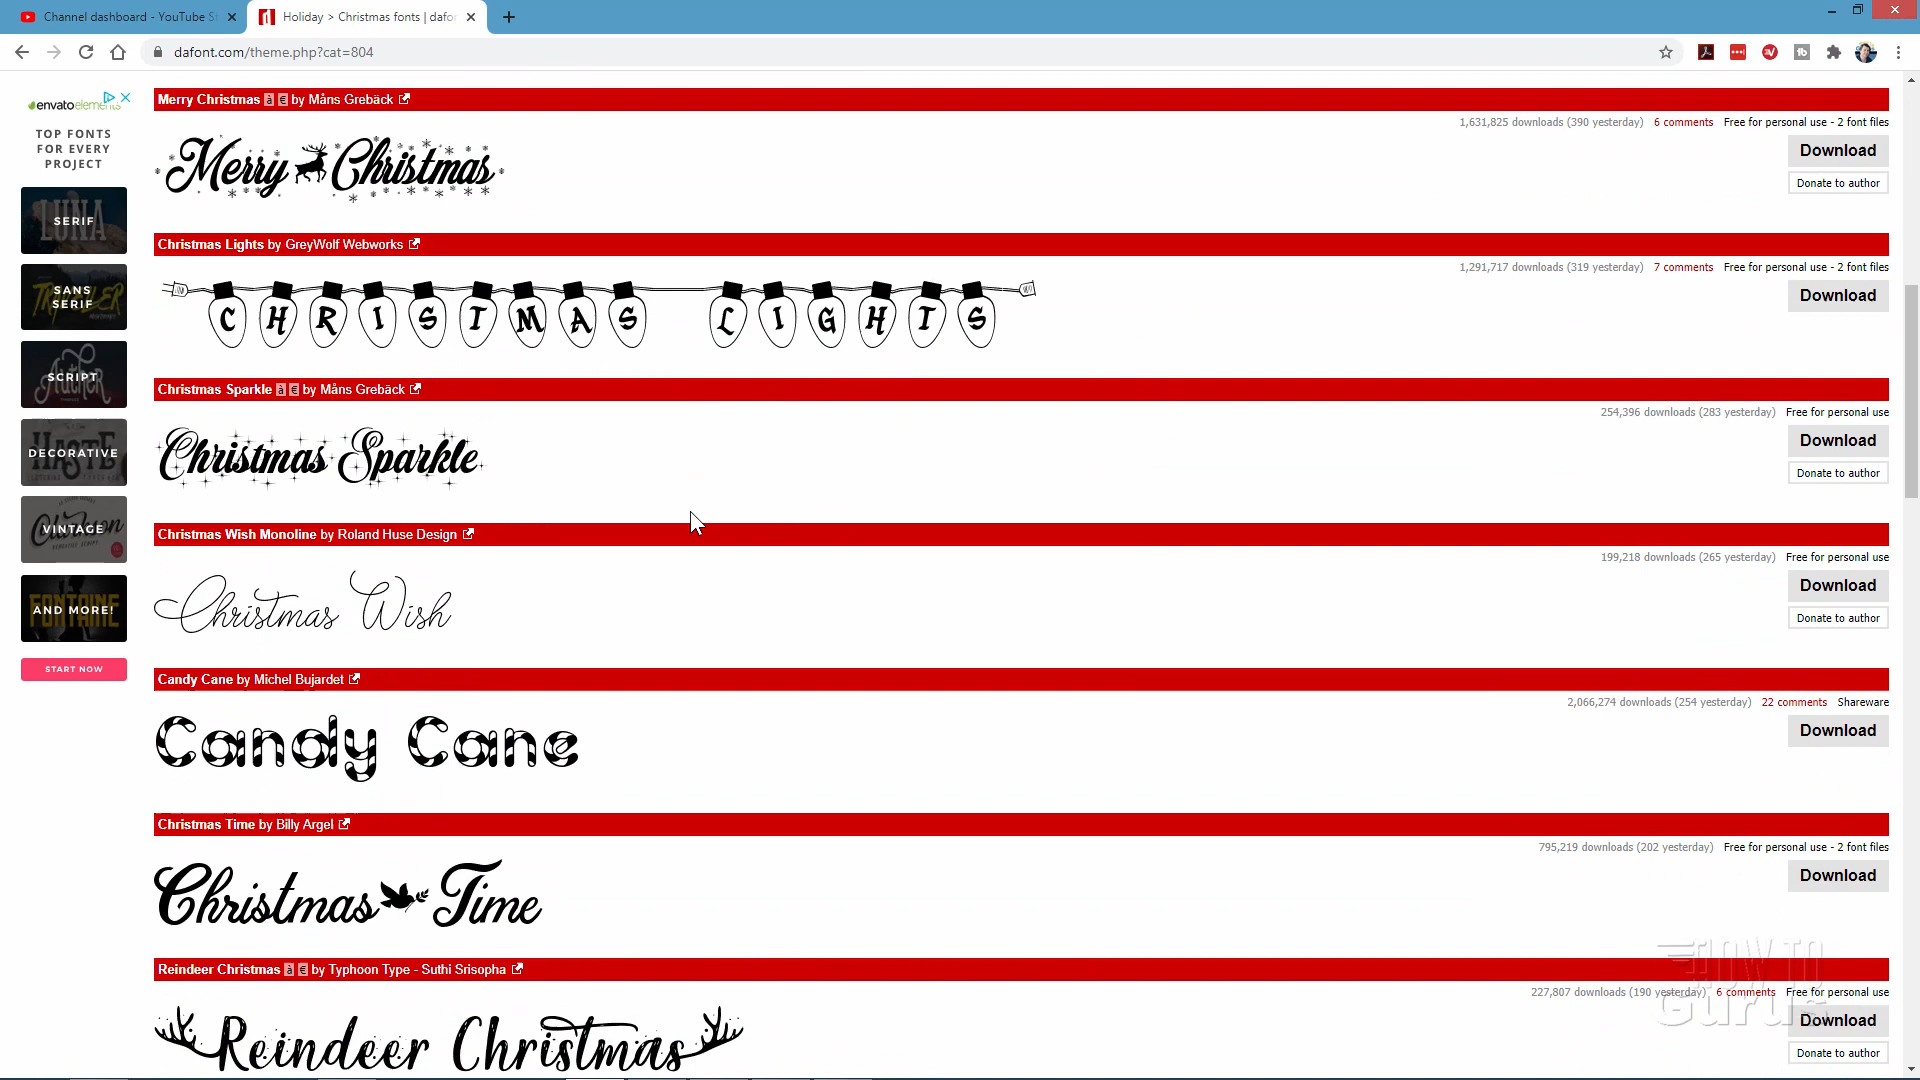 Channel dashboard - YouTube St
Holiday > Christmas fonts | dafo
dafont.com/theme.php?cat=804
envatoelements
TOP FONTS
FOR EVERY
PROJECT
LUNA
SERIF
SANS
SERIF
Author
SCRIPT
HASTE
DECORATIVE
VINTAGE
FONTAINE
AND MORE!
START NOW
Merry Christmas à € by Måns Grebäck
1,631,825 downloads (390 yesterday) 6 comments Free for personal use - 2 font files
Merry Christmas
Download
Donate to author
Christmas Lights by GreyWolf Webworks
1,291,717 downloads (319 yesterday) 7 comments Free for personal use - 2 font files
CHRISTMAS LIGHTS
Download
Christmas Sparkle à € by Måns Grebäck
254,396 downloads (283 yesterday) Free for personal use
Christmas Sparkle
Download
Donate to author
Christmas Wish Monoline by Roland Huse Design
199,218 downloads (265 yesterday) Free for personal use
Christmas Wish
Download
Donate to author
Candy Cane by Michel Bujardet
2,066,274 downloads (254 yesterday) 22 comments Shareware
Candy Cane
Download
Christmas Time by Billy Argel
795,219 downloads (202 yesterday) Free for personal use - 2 font files
Christmas Time
Download
Reindeer Christmas à € by Typhoon Type - Suthi Srisopha
227,807 downloads (190 yesterday) 6 comments Free for personal use
Reindeer Christmas
Download
Donate to author
HOW TO
Gurus